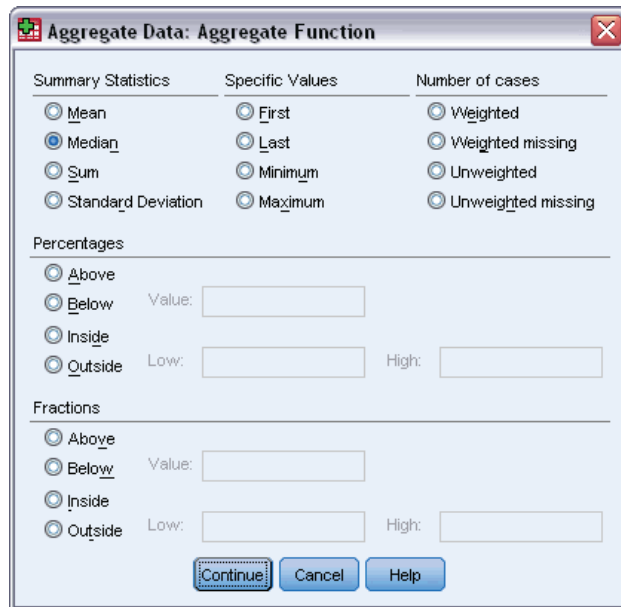 Aggregate Data: Aggregate Function
Summary Statistics Specific Values Number of cases
Mean First Weighted
Median Last Weighted missing
Sum Minimum Unweighted
Standard Deviation Maximum Unweighted missing
Percentages
Above
Below Value:
Inside
Outside Low: High:
Fractions
Above
Below Value:
Inside
Outside Low: High:
Continue Cancel Help